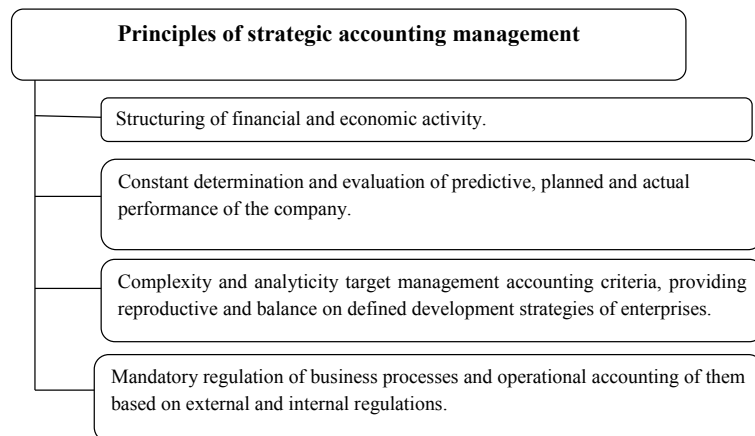 Principles of strategic accounting management
Structuring of financial and economic activity.
Constant determination and evaluation of predictive, planned and actual
performance of the company.
Complexity and analyticity target management accounting criteria, providing
reproductive and balance on defined development strategies of enterprises.
Mandatory regulation of business processes and operational accounting of them
based on external and internal regulations.